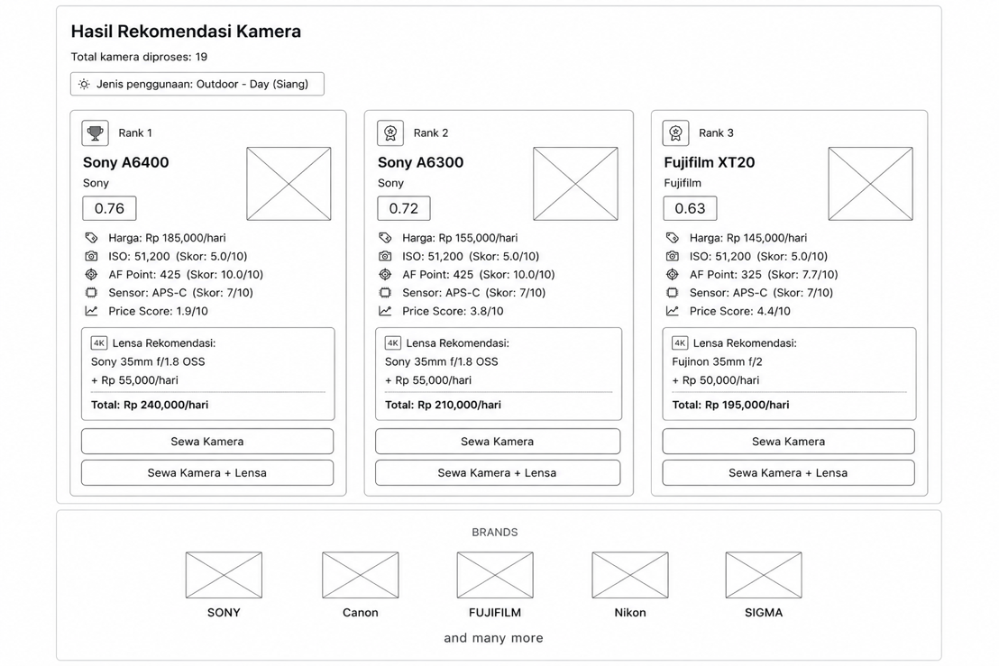 Hasil Rekomendasi Kamera
Total kamera diproses: 19
Jenis penggunaan: Outdoor - Day (Siang)
Rank 1
Sony A6400
Sony
0.76
Harga: Rp 185,000/hari
ISO: 51,200 (Skor: 5.0/10)
AF Point: 425 (Skor: 10.0/10)
Sensor: APS-C (Skor: 7/10)
Price Score: 1.9/10
4K Lensa Rekomendasi:
Sony 35mm f/1.8 OSS
+ Rp 55,000/hari
Total: Rp 240,000/hari
Sewa Kamera
Sewa Kamera + Lensa
Rank 2
Sony A6300
Sony
0.72
Harga: Rp 155,000/hari
ISO: 51,200 (Skor: 5.0/10)
AF Point: 425 (Skor: 10.0/10)
Sensor: APS-C (Skor: 7/10)
Price Score: 3.8/10
4K Lensa Rekomendasi:
Sony 35mm f/1.8 OSS
+ Rp 55,000/hari
Total: Rp 210,000/hari
Sewa Kamera
Sewa Kamera + Lensa
Rank 3
Fujifilm XT20
Fujifilm
0.63
Harga: Rp 145,000/hari
ISO: 51,200 (Skor: 5.0/10)
AF Point: 325 (Skor: 7.7/10)
Sensor: APS-C (Skor: 7/10)
Price Score: 4.4/10
4K Lensa Rekomendasi:
Fujinon 35mm f/2
+ Rp 50,000/hari
Total: Rp 195,000/hari
Sewa Kamera
Sewa Kamera + Lensa
BRANDS
SONY
Canon
FUJIFILM
Nikon
SIGMA
and many more